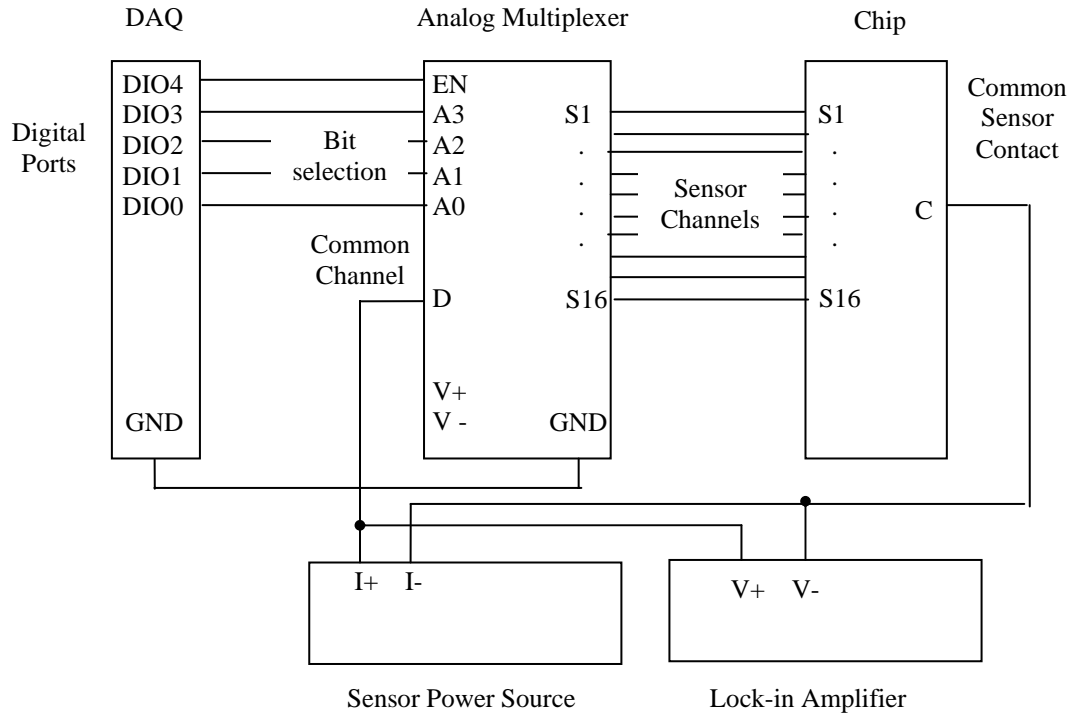 DAQ
Analog Multiplexer
Chip
Digital
Ports
DIO4
DIO3
DIO2
DIO1
DIO0
GND
Bit
selection
Common
Channel
EN
A3
A2
A1
A0
D
V+
V -
S1
.
.
.
.
S16
GND
Sensor
Channels
S1
.
.
.
.
S16
C
Common
Sensor
Contact
I+ I-
V+ V-
Sensor Power Source
Lock-in Amplifier